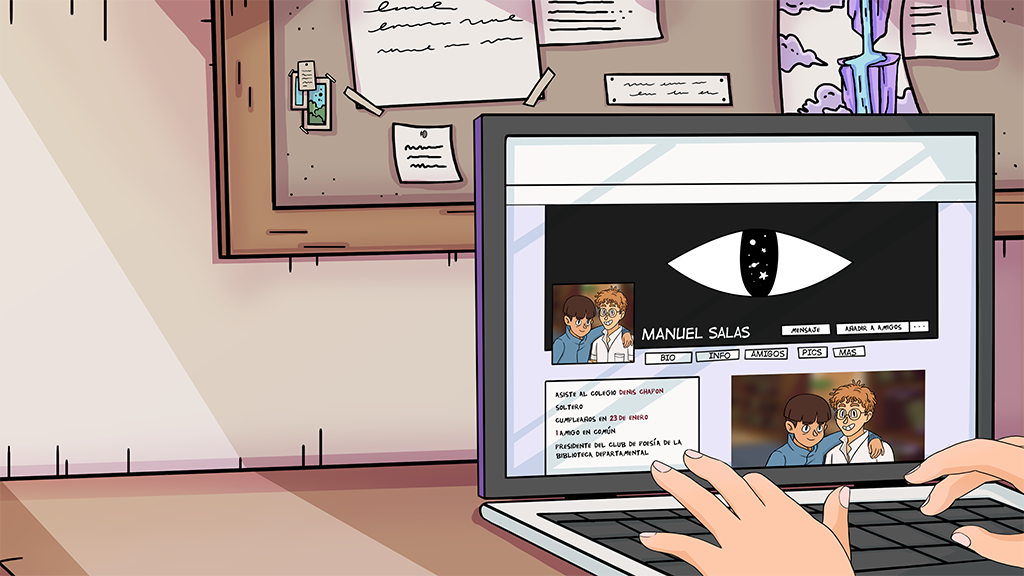 MANUEL SALAS
MENSAJE
AÑADIR A AMIGOS
...
BIO
INFO
AMIGOS
PICS
MAS
ASISTE AL COLEGIO DENIS CHAPON
SOLTERO
CUMPLEAÑOS EN 23 DE ENERO
1 AMIGO EN COMÚN
PRESIDENTE DEL CLUB DE POESÍA DE LA
BIBLIOTECA DEPARTAMENTAL